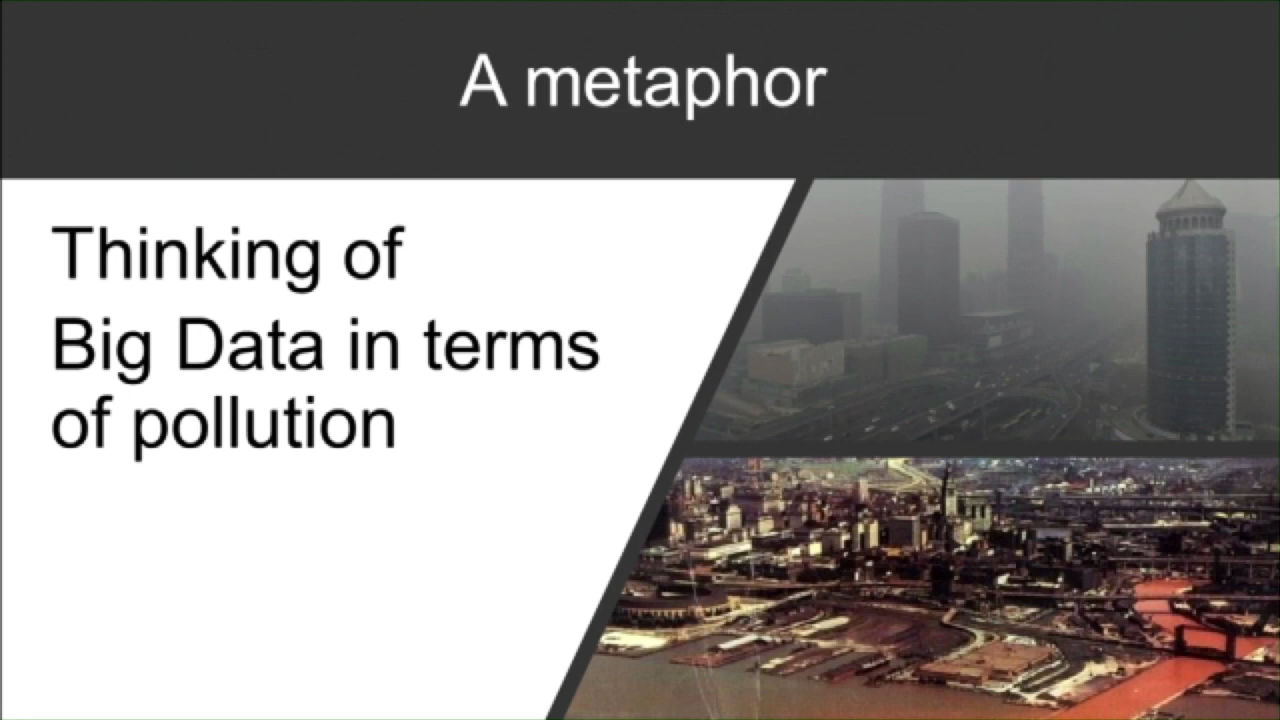 A metaphor
Thinking of
Big Data in terms
of pollution